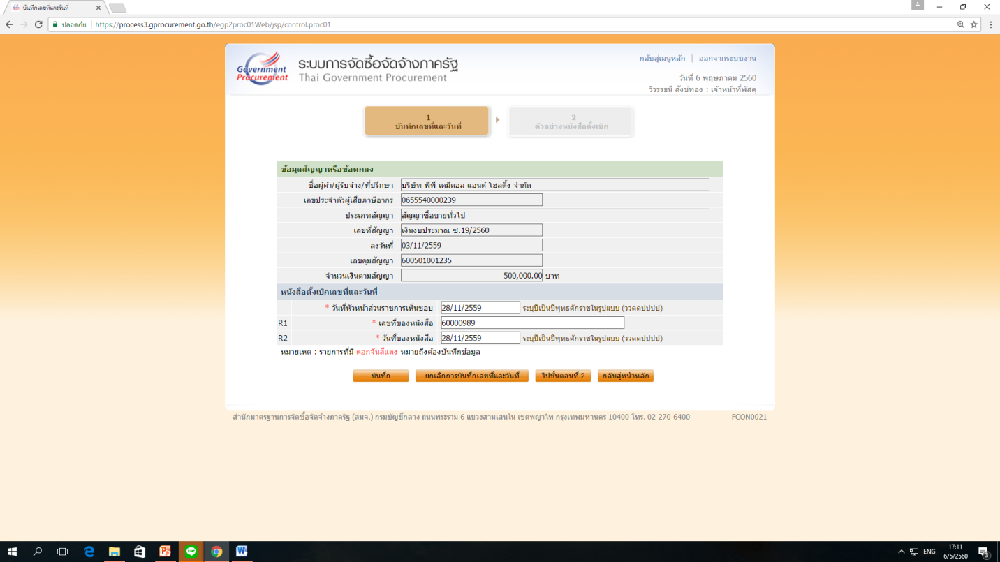 บันทึกเลขที่และวันที่
ปลอดภัย | https://process3.gprocurement.go.th/egp2proc01Web/jsp/control.proc01
Government Procurement
ระบบการจัดซื้อจัดจ้างภาครัฐ
Thai Government Procurement
กลับสู่เมนูหลัก | ออกจากระบบงาน
วันที่ 6 พฤษภาคม 2560
วิวรรธนี สังข์ทอง : เจ้าหน้าที่พัสดุ
1
บันทึกเลขที่และวันที่
2
ตัวอย่างหนังสือตั้งเบิก
ข้อมูลสัญญาหรือข้อตกลง
ชื่อผู้ค้า/ผู้รับจ้าง/ที่ปรึกษา บริษัท พีพี เคมีคอล แอนด์ โฮลดิ้ง จำกัด
เลขประจำตัวผู้เสียภาษีอากร 0655540000239
ประเภทสัญญา สัญญาซื้อขายทั่วไป
เลขที่สัญญา เงินงบประมาณ ซ.19/2560
ลงวันที่ 03/11/2559
เลขคุมสัญญา 600501001235
จำนวนเงินตามสัญญา 500,000.00 บาท
หนังสือตั้งเบิกเลขที่และวันที่
* วันที่หัวหน้าส่วนราชการเห็นชอบ 28/11/2559 ระบุปีเป็นปีพุทธศักราชในรูปแบบ (ววดดปปปป)
R1 * เลขที่ของหนังสือ 60000989
R2 * วันที่ของหนังสือ 28/11/2559 ระบุปีเป็นปีพุทธศักราชในรูปแบบ (ววดดปปปป)
หมายเหตุ : รายการที่มี ดอกจันสีแดง หมายถึงต้องบันทึกข้อมูล
บันทึก ยกเลิกการบันทึกเลขที่และวันที่ ไปขั้นตอนที่ 2 กลับสู่หน้าหลัก
สำนักมาตรฐานการจัดซื้อจัดจ้างภาครัฐ (สมจ.) กรมบัญชีกลาง ถนนพระราม 6 แขวงสามเสนใน เขตพญาไท กรุงเทพมหานคร 10400 โทร. 02-270-6400 FCON0021
ENG
17:11
6/5/2560
3